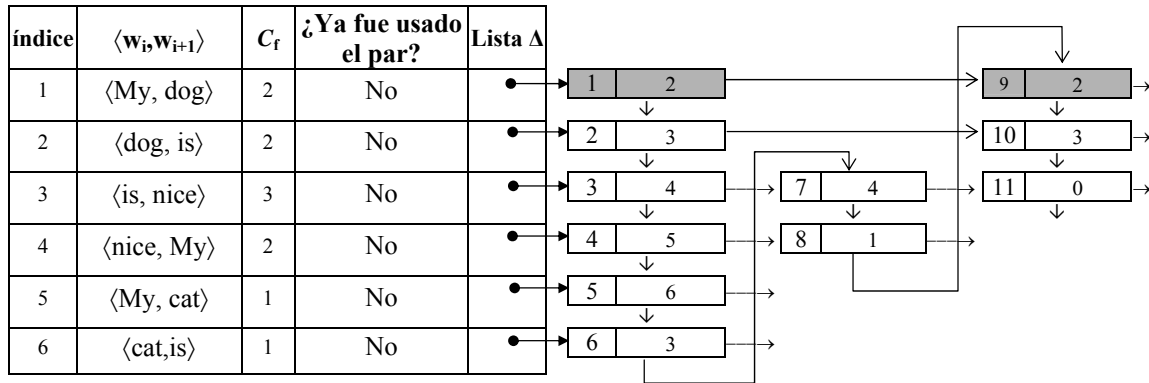 índice ⟨wᵢ,wᵢ₊₁⟩ Cf ¿Ya fue usado el par? Lista Δ
1 ⟨My, dog⟩ 2 No
2 ⟨dog, is⟩ 2 No
3 ⟨is, nice⟩ 3 No
4 ⟨nice, My⟩ 2 No
5 ⟨My, cat⟩ 1 No
6 ⟨cat,is⟩ 1 No
1 2
2 3
3 4
4 5
5 6
6 3
7 4
8 1
9 2
10 3
11 0